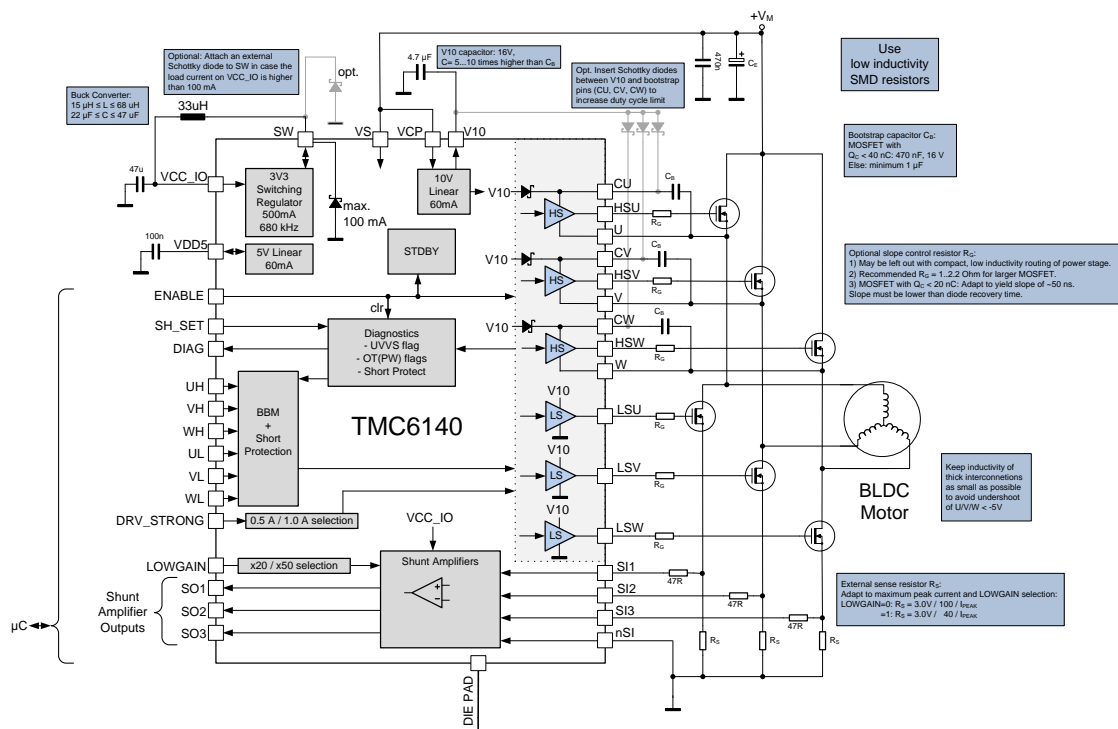 +VM
Optional: Attach an external
Schottky diode to SW in case the
load current on VCC_IO is higher
than 100 mA
opt.
4.7 µF
V10 capacitor: 16V,
C= 5...10 times higher than CB
Opt. Insert Schottky diodes
between V10 and bootstrap
pins (CU, CV, CW) to
increase duty cycle limit
470n
CE
Use
low inductivity
SMD resistors
Buck Converter:
15 µH ≤ L ≤ 68 uH
22 µF ≤ C ≤ 47 uF
33uH
SW
VS
VCP
V10
47u
VCC_IO
3V3
Switching
Regulator
500mA
680 kHz
max.
100 mA
10V
Linear
60mA
V10
CU
CB
HS
HSU
RG
U
Bootstrap capacitor CB:
MOSFET with
QC < 40 nC: 470 nF, 16 V
Else: minimum 1 µF
100n
VDD5
5V Linear
60mA
STDBY
V10
CV
CB
HS
HSV
RG
V
Optional slope control resistor RG:
1) May be left out with compact, low inductivity routing of power stage.
2) Recommended RG = 1..2.2 Ohm for larger MOSFET.
3) MOSFET with QC < 20 nC: Adapt to yield slope of ~50 ns.
Slope must be lower than diode recovery time.
ENABLE
clr
SH_SET
DIAG
Diagnostics
- UVVS flag
- OT(PW) flags
- Short Protect
V10
CW
CB
HS
HSW
RG
W
UH
VH
WH
UL
VL
WL
BBM
+
Short
Protection
TMC6140
V10
LS
LSU
RG
V10
LS
LSV
RG
V10
LS
LSW
RG
BLDC
Motor
Keep inductivity of
thick interconnetions
as small as possible
to avoid undershoot
of U/V/W < -5V
DRV_STRONG
0.5 A / 1.0 A selection
VCC_IO
LOWGAIN
x20 / x50 selection
Shunt Amplifiers
+
-
SI1
47R
SI2
47R
SI3
47R
nSI
RS
RS
RS
External sense resistor RS:
Adapt to maximum peak current and LOWGAIN selection:
LOWGAIN=0: RS = 3.0V / 100 / IPEAK
=1: RS = 3.0V / 40 / IPEAK
µC
Shunt
Amplifier
Outputs
SO1
SO2
SO3
DIE PAD